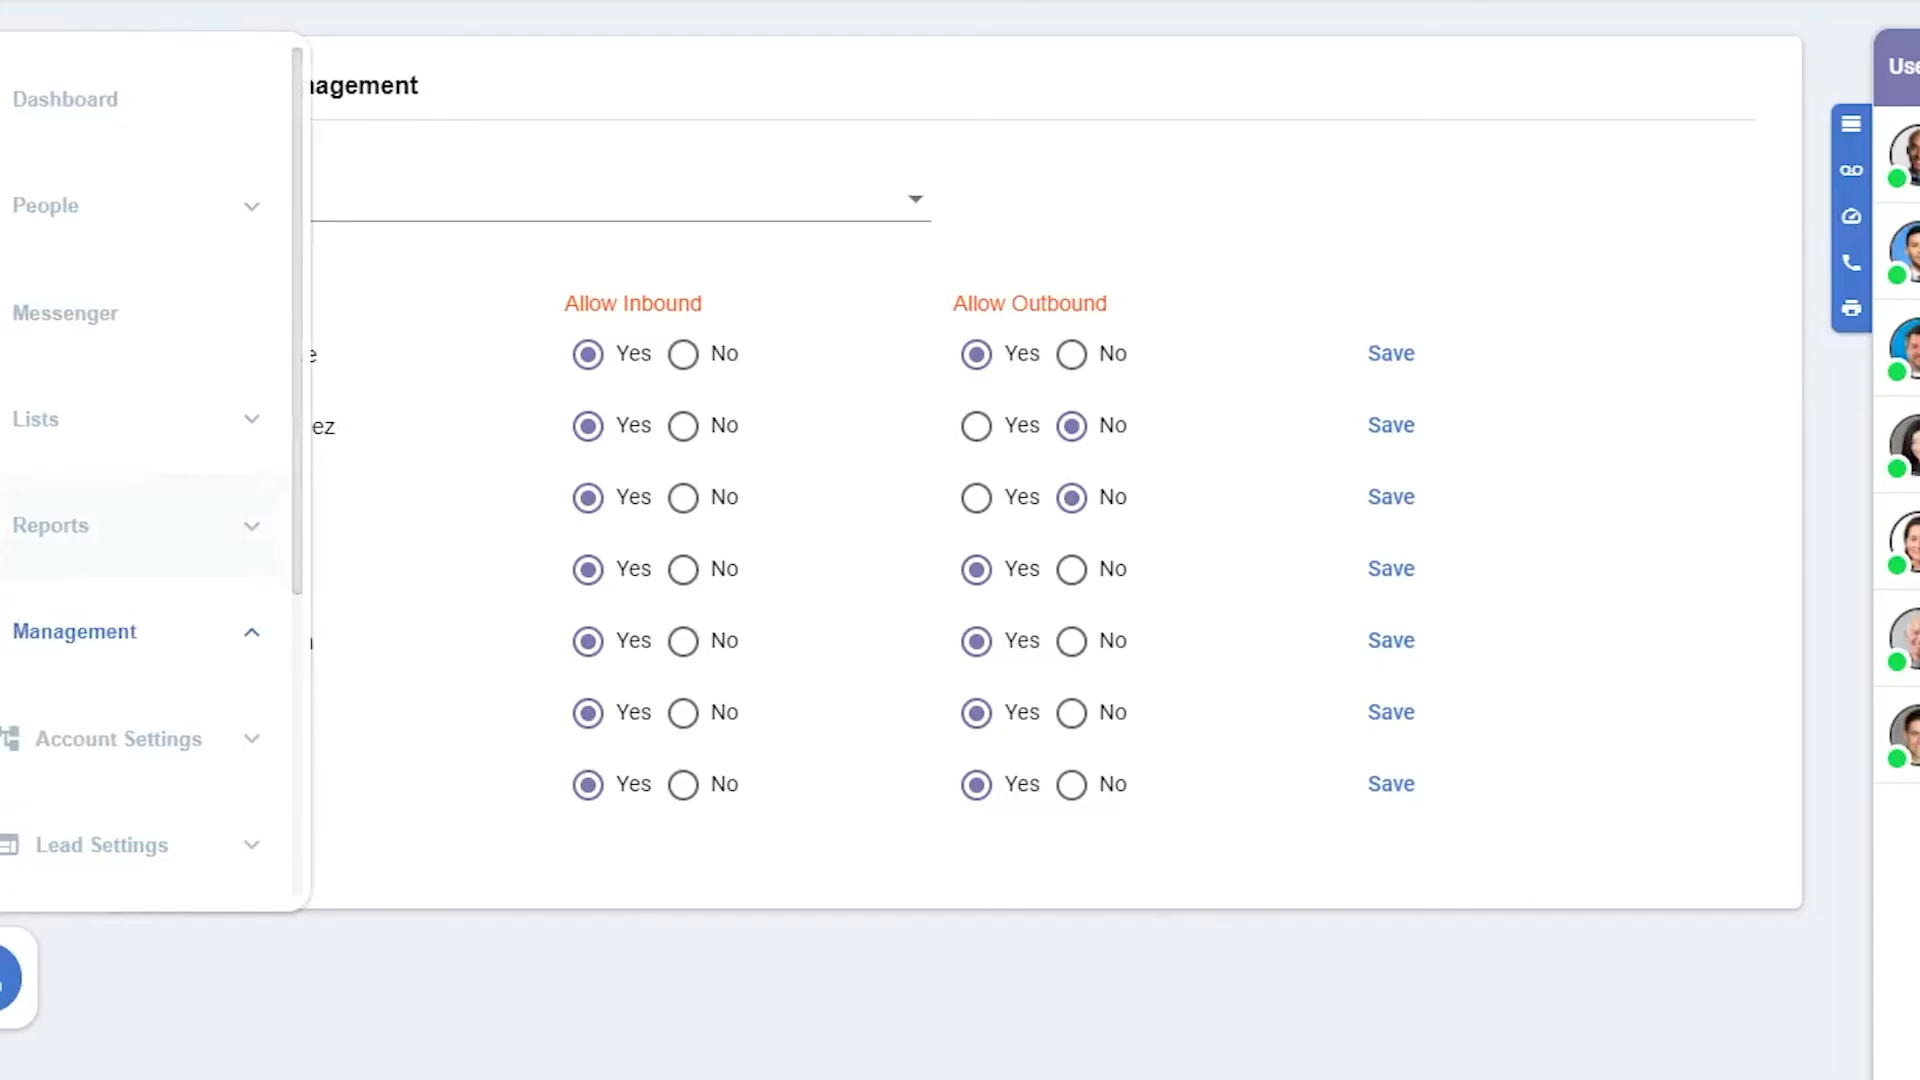 Dashboard
People
Messenger
Lists
Reports
Management
Account Settings
Lead Settings
nagement
Allow Inbound Allow Outbound
e Yes No Yes No Save
ez Yes No Yes No Save
Yes No Yes No Save
Yes No Yes No Save
Yes No Yes No Save
Yes No Yes No Save
Yes No Yes No Save
Use